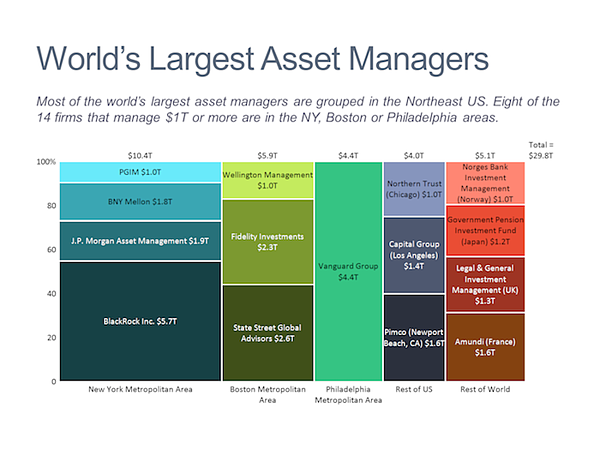 World's Largest Asset Managers
Most of the world's largest asset managers are grouped in the Northeast US. Eight of the
14 firms that manage $1T or more are in the NY, Boston or Philadelphia areas.
Total =
$10.4T $5.9T $4.4T $4.0T $5.1T $29.8T
100%
80
60
40
20
0
PGIM $1.0T
BNY Mellon $1.8T
J.P. Morgan Asset Management $1.9T
BlackRock Inc. $5.7T
Wellington Management
$1.0T
Fidelity Investments
$2.3T
State Street Global
Advisors $2.6T
Vanguard Group
$4.4T
Northern Trust
(Chicago) $1.0T
Capital Group
(Los Angeles)
$1.4T
Pimco (Newport
Beach, CA) $1.6T
Norges Bank
Investment
Management
(Norway) $1.0T
Government Pension
Investment Fund
(Japan) $1.2T
Legal & General
Investment
Management (UK)
$1.3T
Amundi (France)
$1.6T
New York Metropolitan Area
Boston Metropolitan
Area
Philadelphia
Metropolitan Area
Rest of US
Rest of World